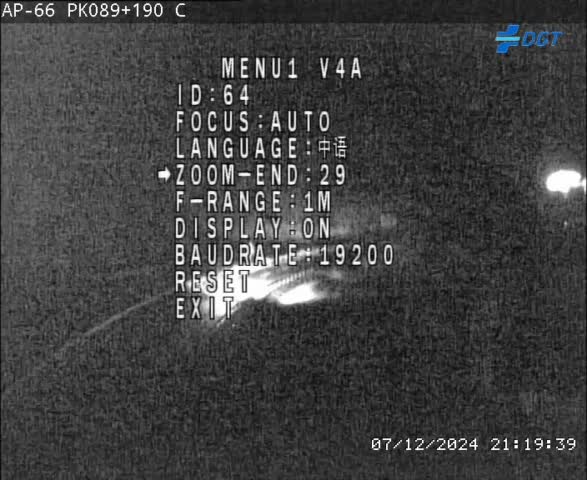 AP-66 PK089+190 C
DGT
MENU1 V4A
ID:64
FOCUS:AUTO
LANGUAGE:中语
ZOOM-END:29
F-RANGE:1M
DISPLAY:ON
BAUDRATE:19200
RESET
EXIT
07/12/2024 21:19:39